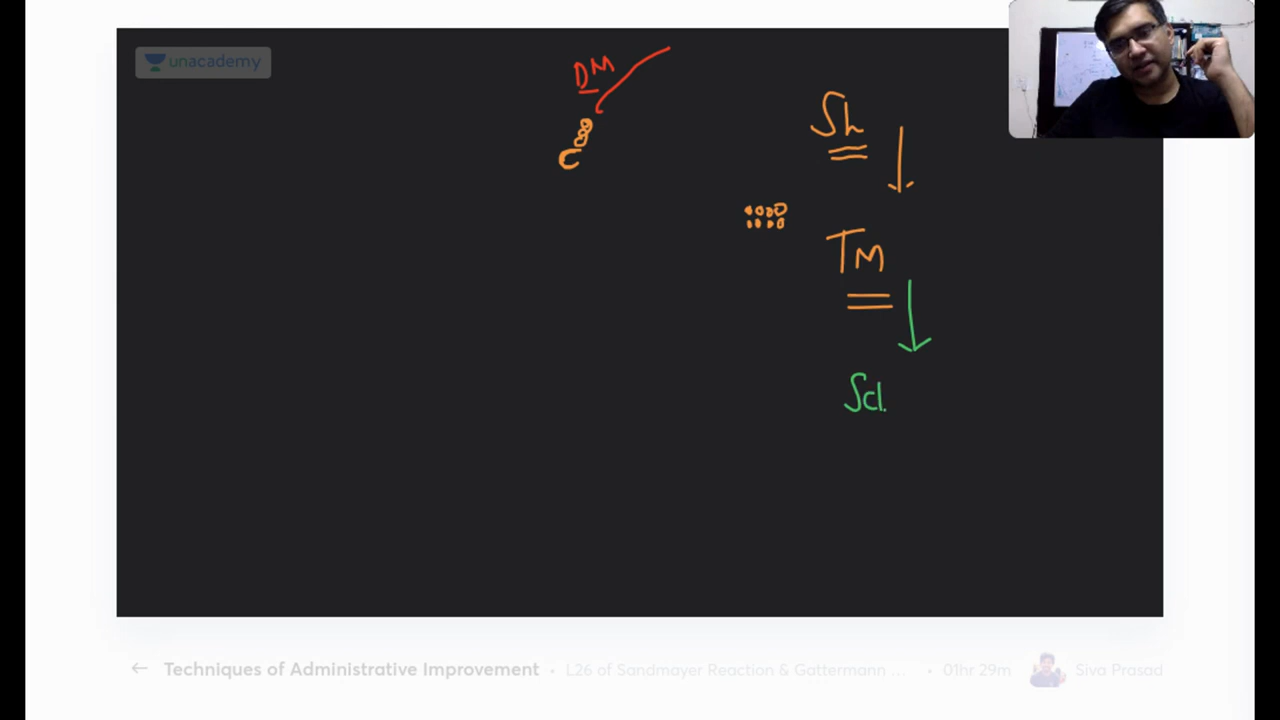 unacademy
DM
Sh
TM
Scl.
← Techniques of Administrative Improvement • L26 of Sandmayer Reaction & Gattermann ... • 01hr 29m Siva Prasad